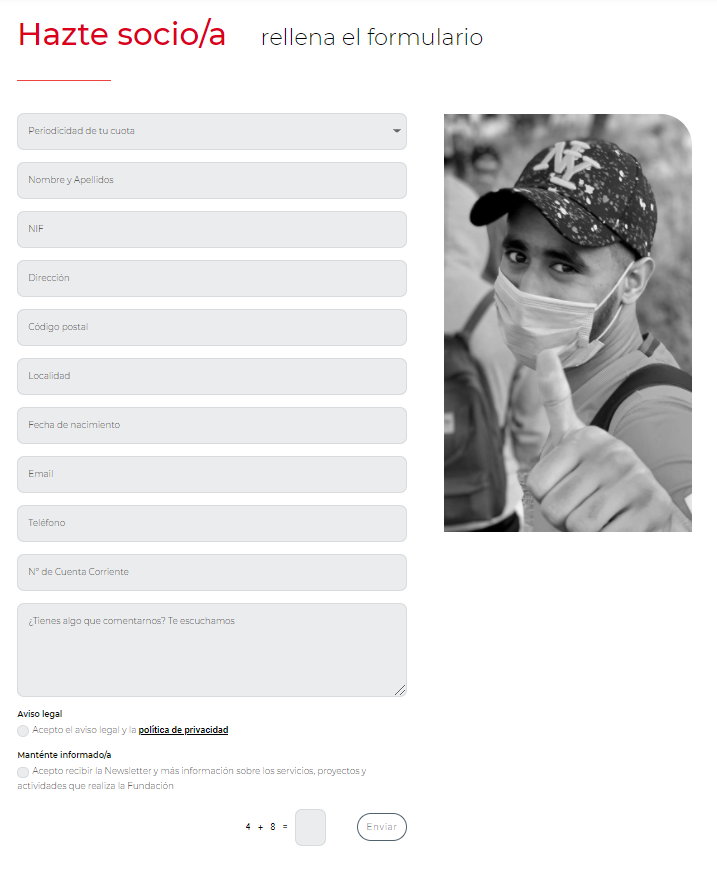 Hazte socio/a rellena el formulario
Periodicidad de tu cuota
Nombre y Apellidos
NIF
Dirección
Código postal
Localidad
Fecha de nacimiento
Email
Teléfono
Nº de Cuenta Corriente
¿Tienes algo que comentarnos? Te escuchamos
Aviso legal
Acepto el aviso legal y la política de privacidad
Manténte informado/a
Acepto recibir la Newsletter y más información sobre los servicios, proyectos y
actividades que realiza la Fundación
4 + 8 =
Enviar
NY